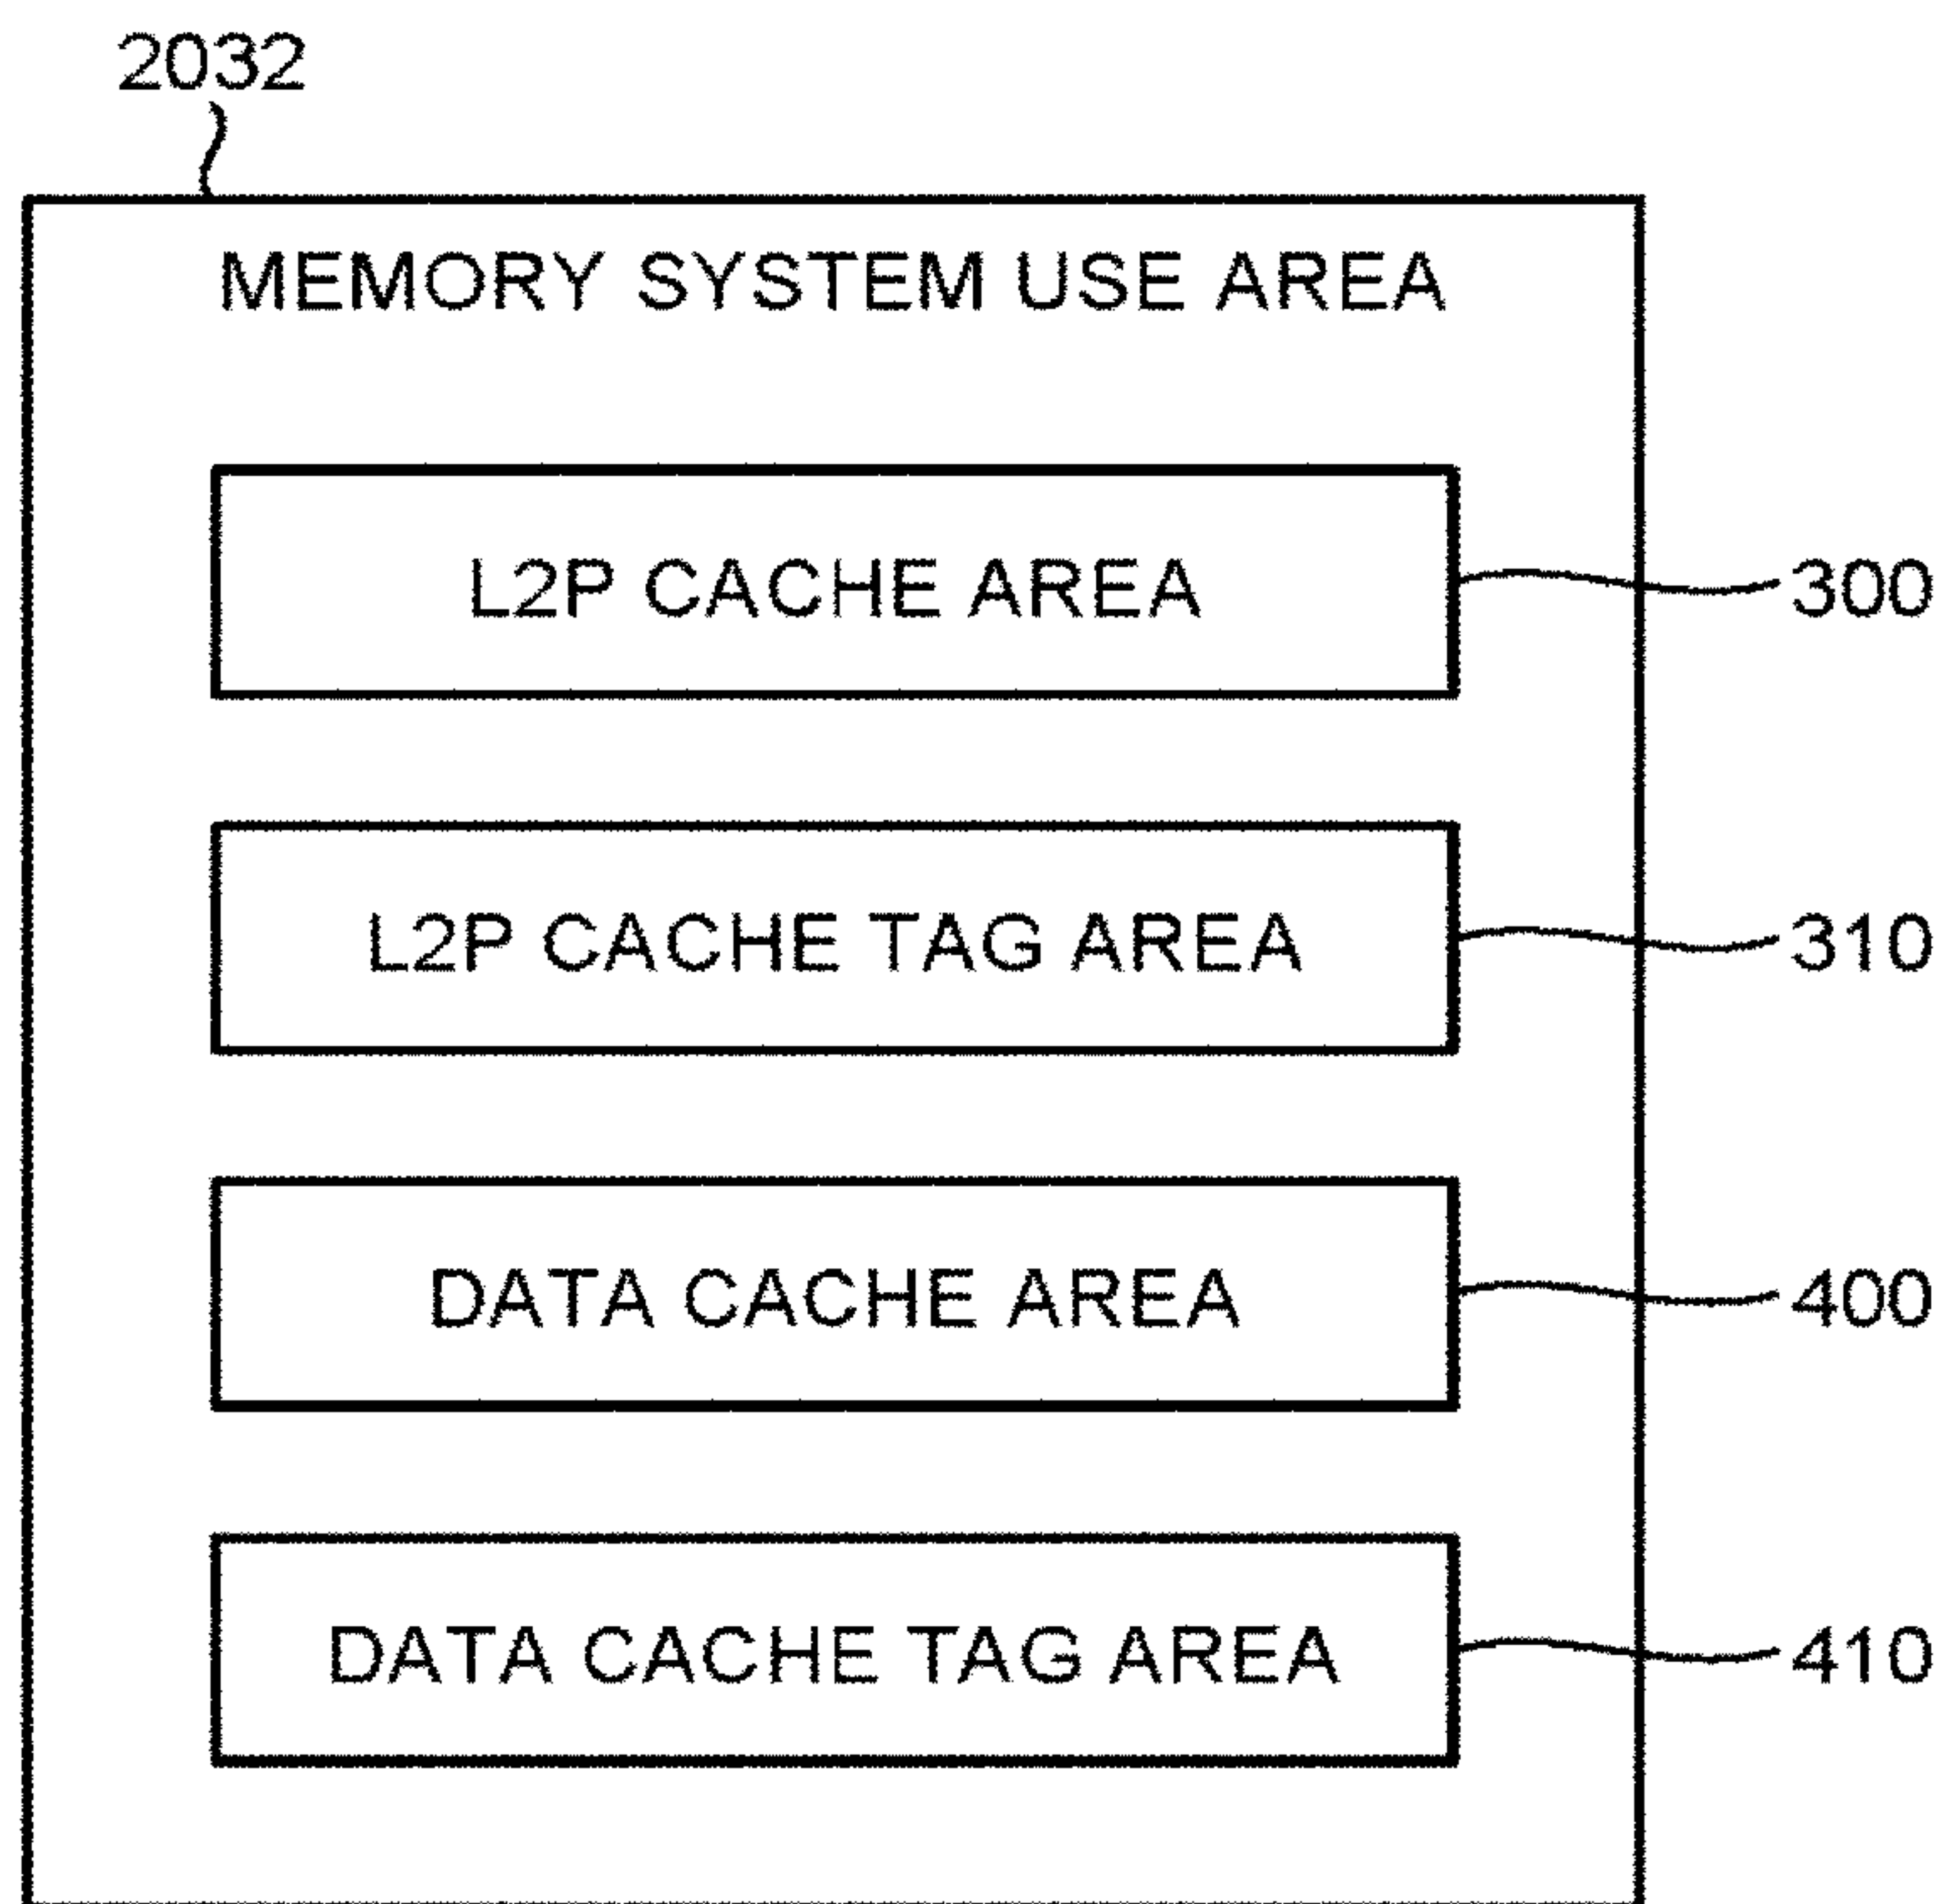 2032
MEMORY SYSTEM USE AREA
L2P CACHE AREA
300
L2P CACHE TAG AREA
310
DATA CACHE AREA
400
DATA CACHE TAG AREA
410